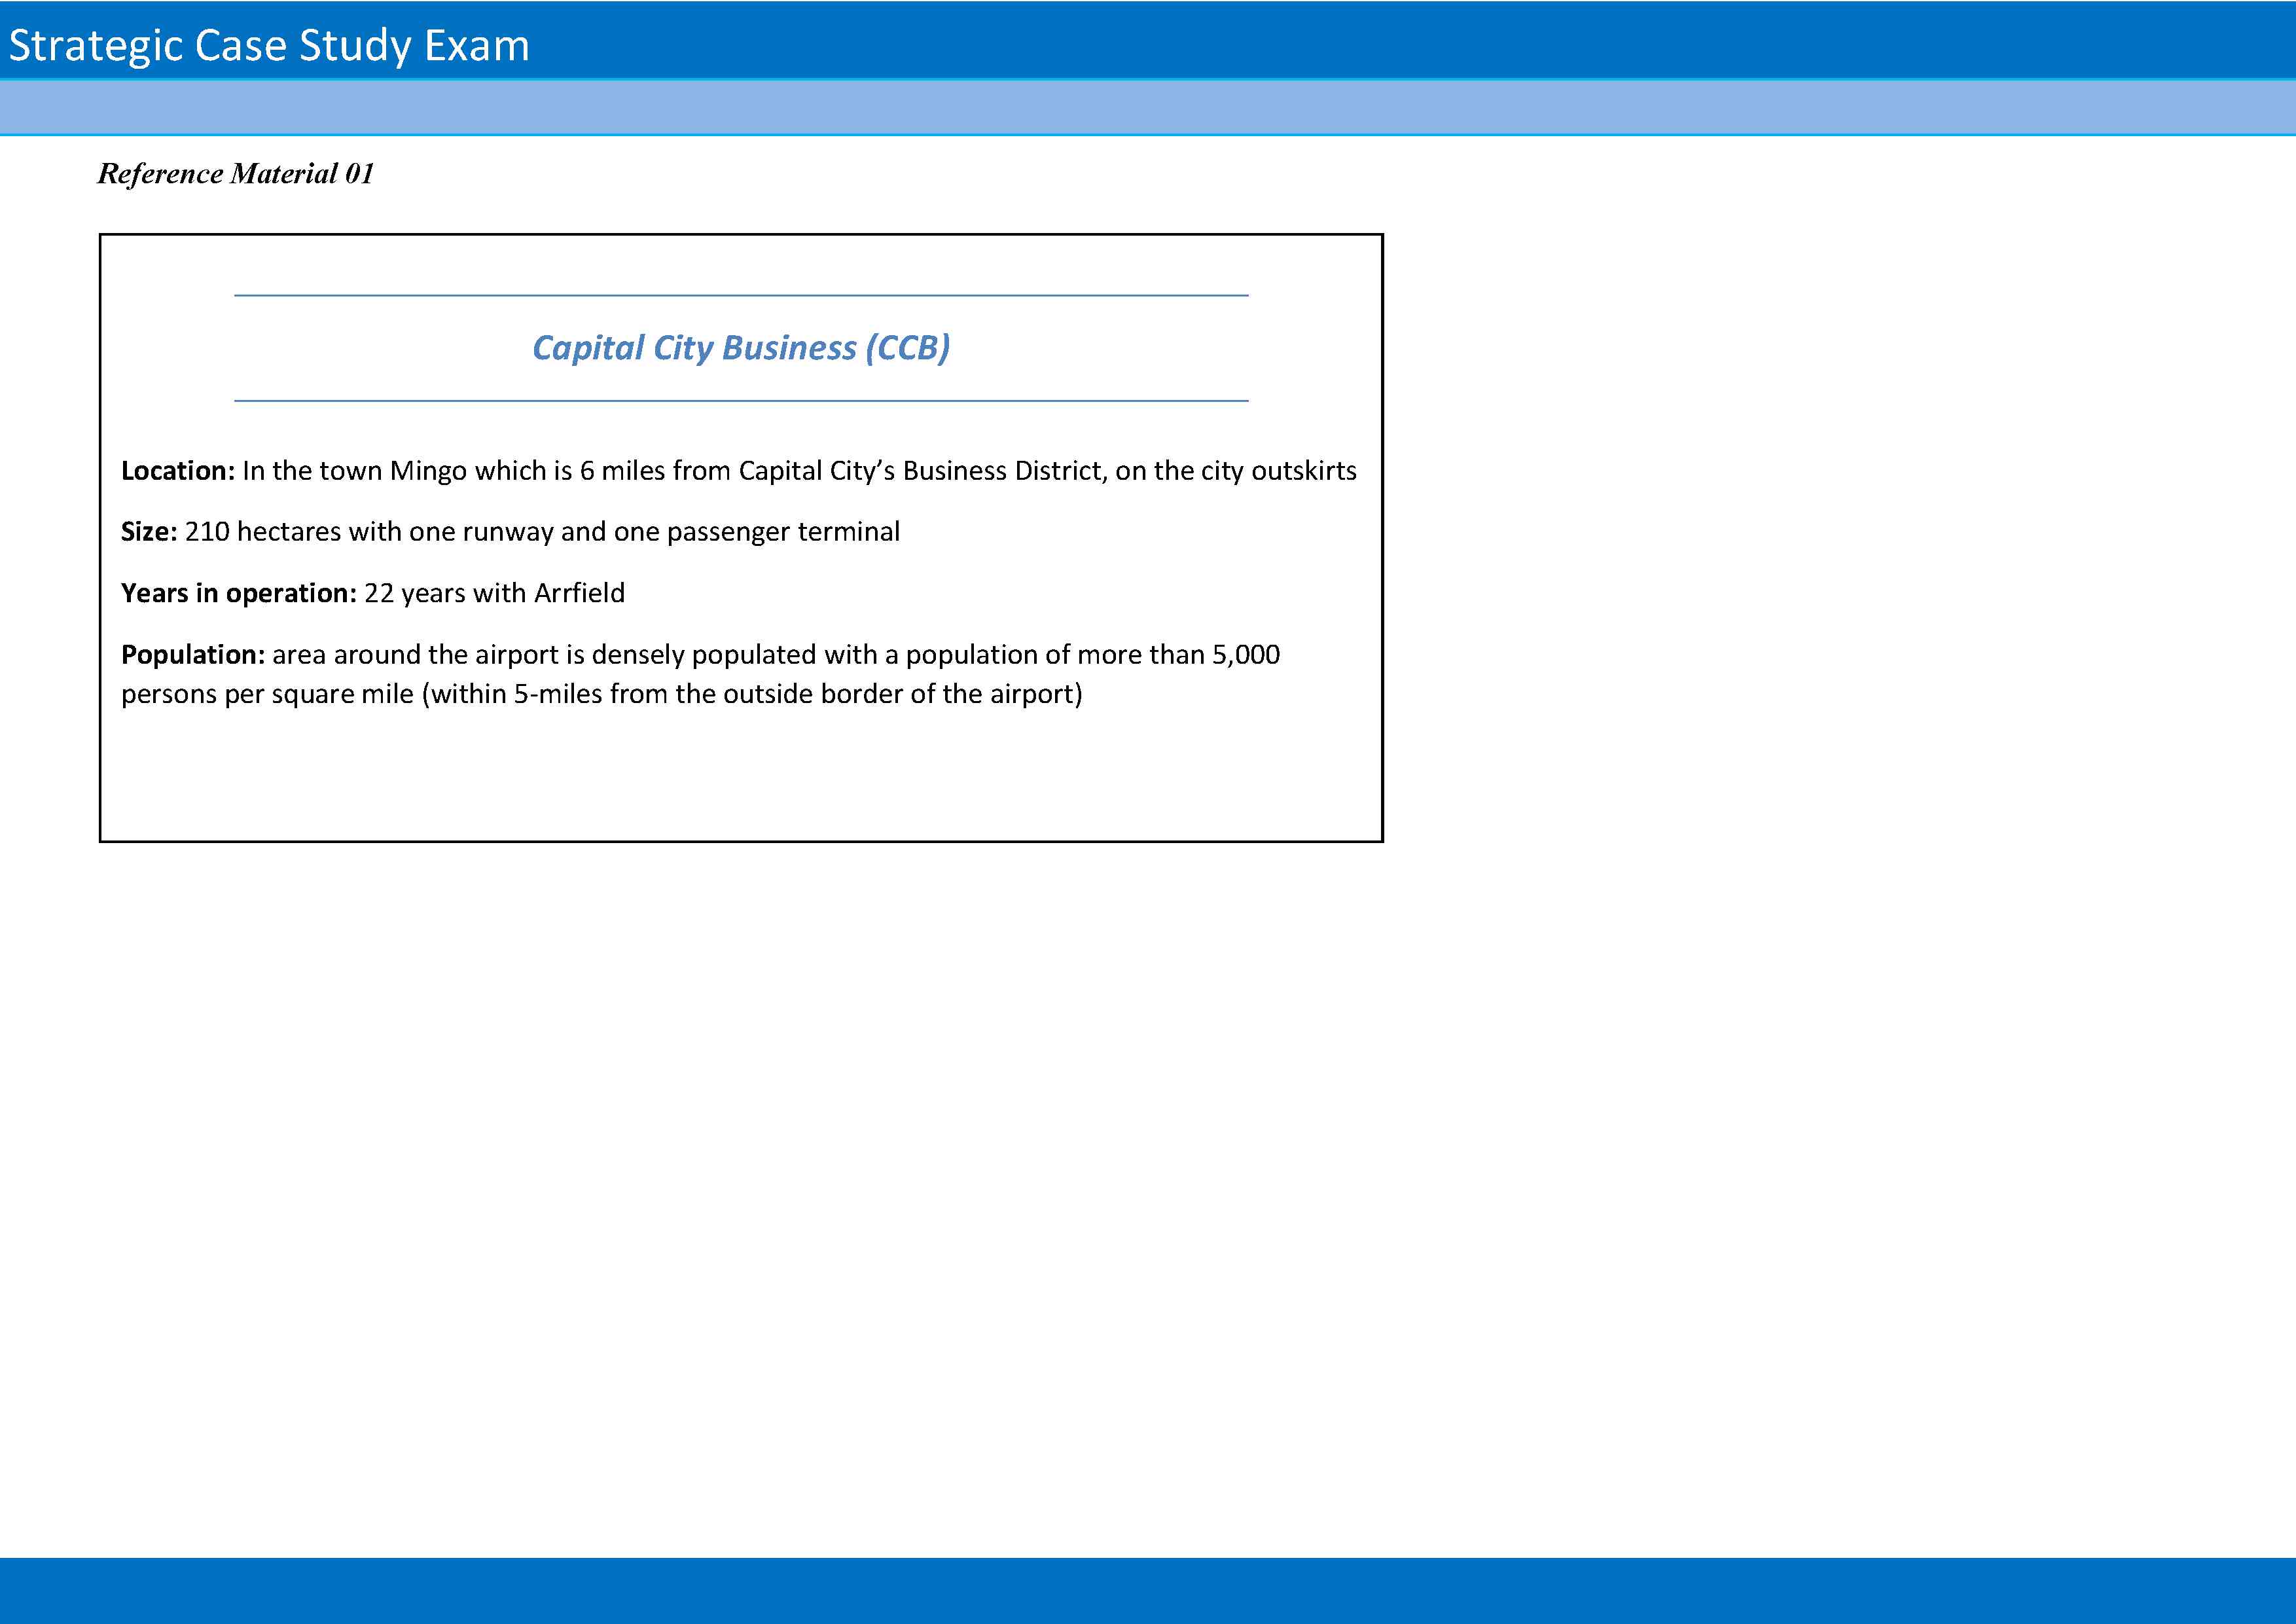 Strategic Case Study Exam
Reference Material 01
Capital City Business (CCB)
Location: In the town Mingo which is 6 miles from Capital City’s Business District, on the city outskirts
Size: 210 hectares with one runway and one passenger terminal
Years in operation: 22 years with Arrfield
Population: area around the airport is densely populated with a population of more than 5,000
persons per square mile (within 5-miles from the outside border of the airport)